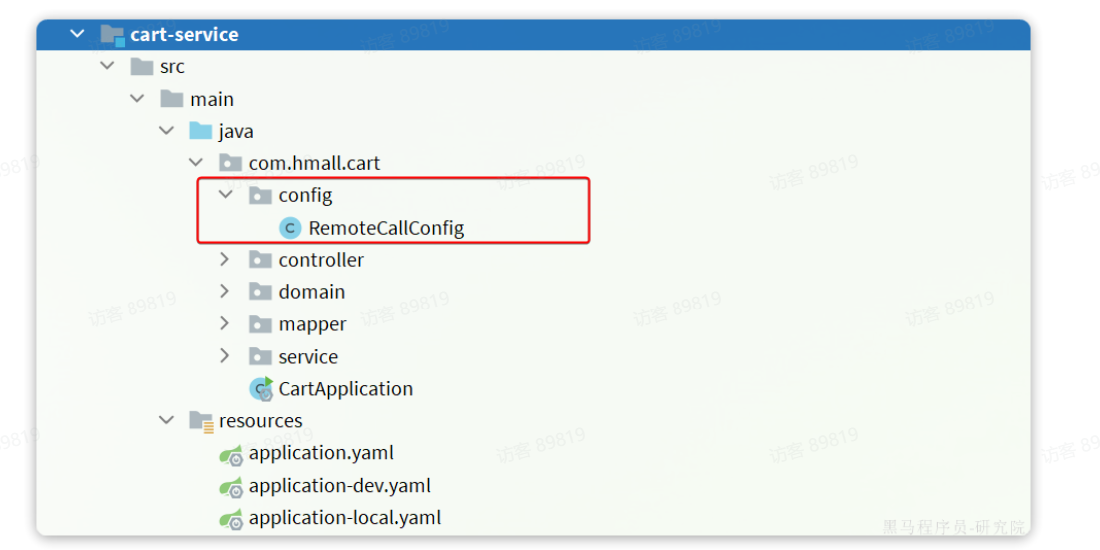 cart-service
src
main
java
com.hmall.cart
config
RemoteCallConfig
controller
domain
mapper
service
CartApplication
resources
application.yaml
application-dev.yaml
application-local.yaml
黑马程序员-研究院
访客 89819